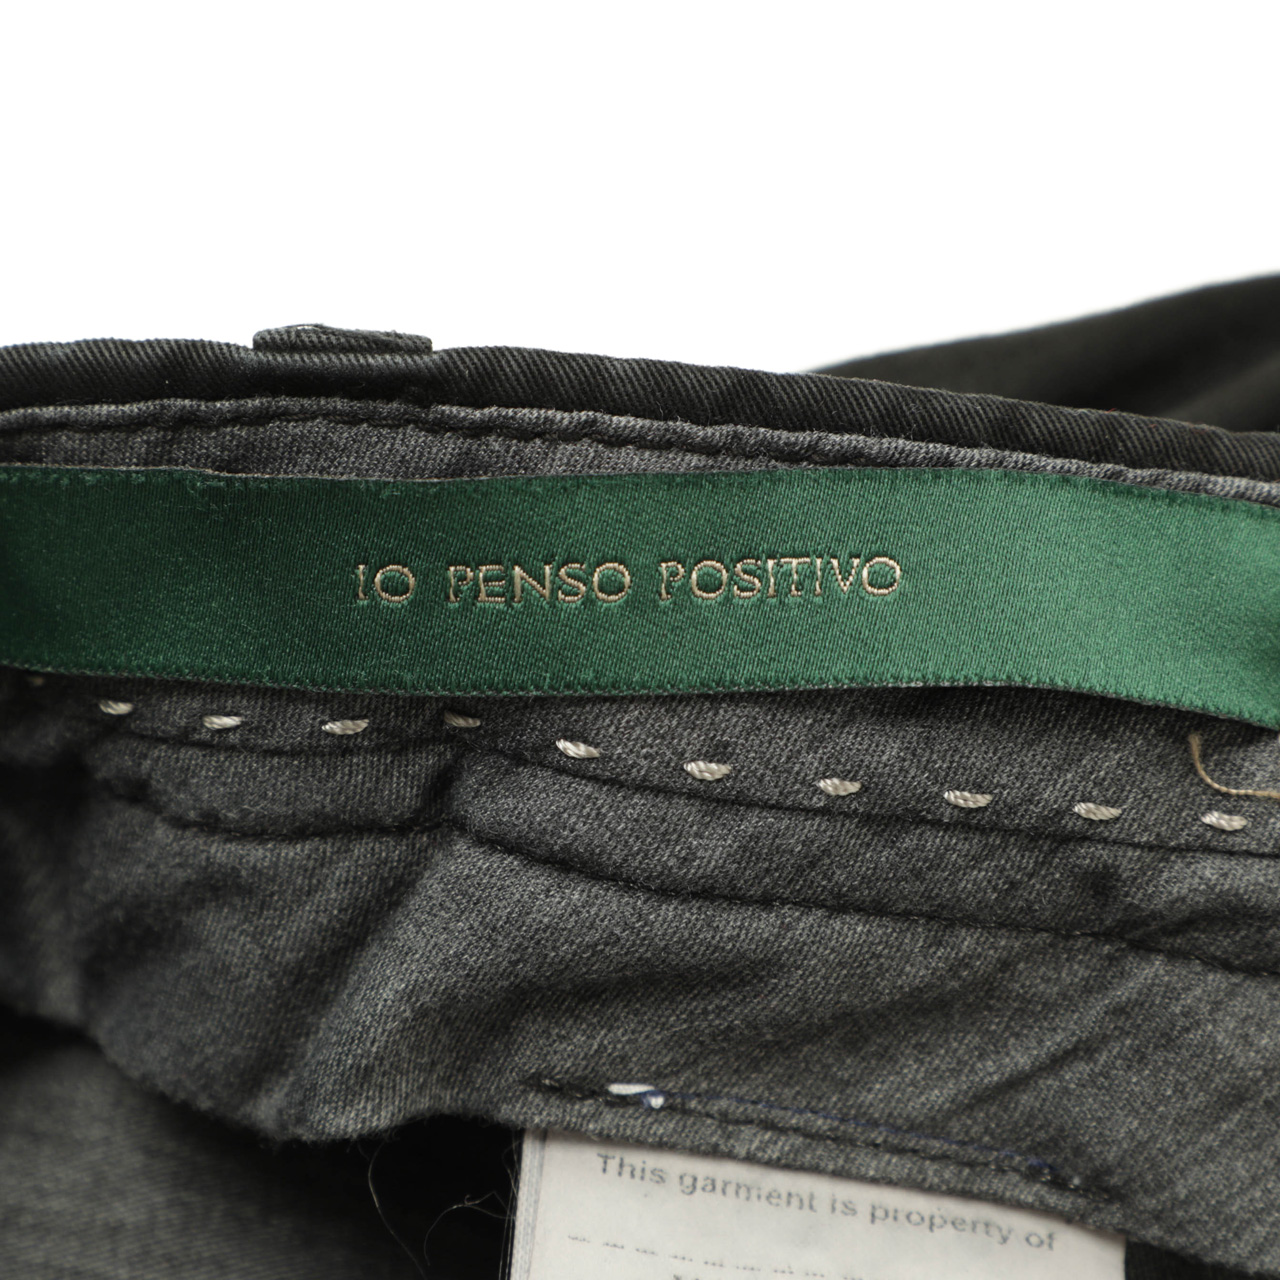 IO PENSO POSITIVO
This garment is property of